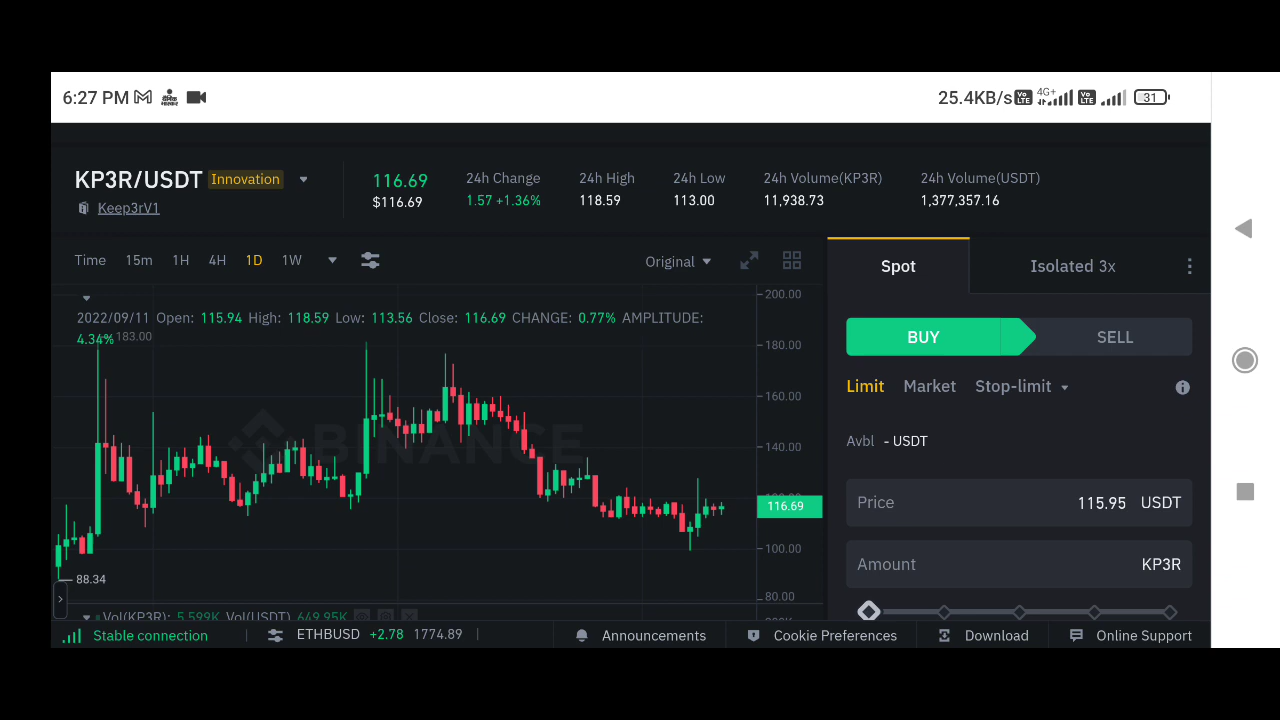 6:27 PM 25.4KB/s Vo LTE 4G+ Vo LTE 31
KP3R/USDT Innovation
Keep3rV1
116.69
$116.69
24h Change
1.57 +1.36%
24h High
118.59
24h Low
113.00
24h Volume(KP3R)
11,938.73
24h Volume(USDT)
1,377,357.16
Time 15m 1H 4H 1D 1W Original
2022/09/11 Open: 115.94 High: 118.59 Low: 113.56 Close: 116.69 CHANGE: 0.77% AMPLITUDE:
4.34% 183.00
200.00
180.00
160.00
140.00
116.69
100.00
80.00
BINANCE
88.34
Vol(KP3R): 5.599K Vol(USDT) 649.95K
Spot Isolated 3x
BUY SELL
Limit Market Stop-limit
Avbl - USDT
Price 115.95 USDT
Amount KP3R
Stable connection ETHBUSD +2.78 1774.89 Announcements Cookie Preferences Download Online Support